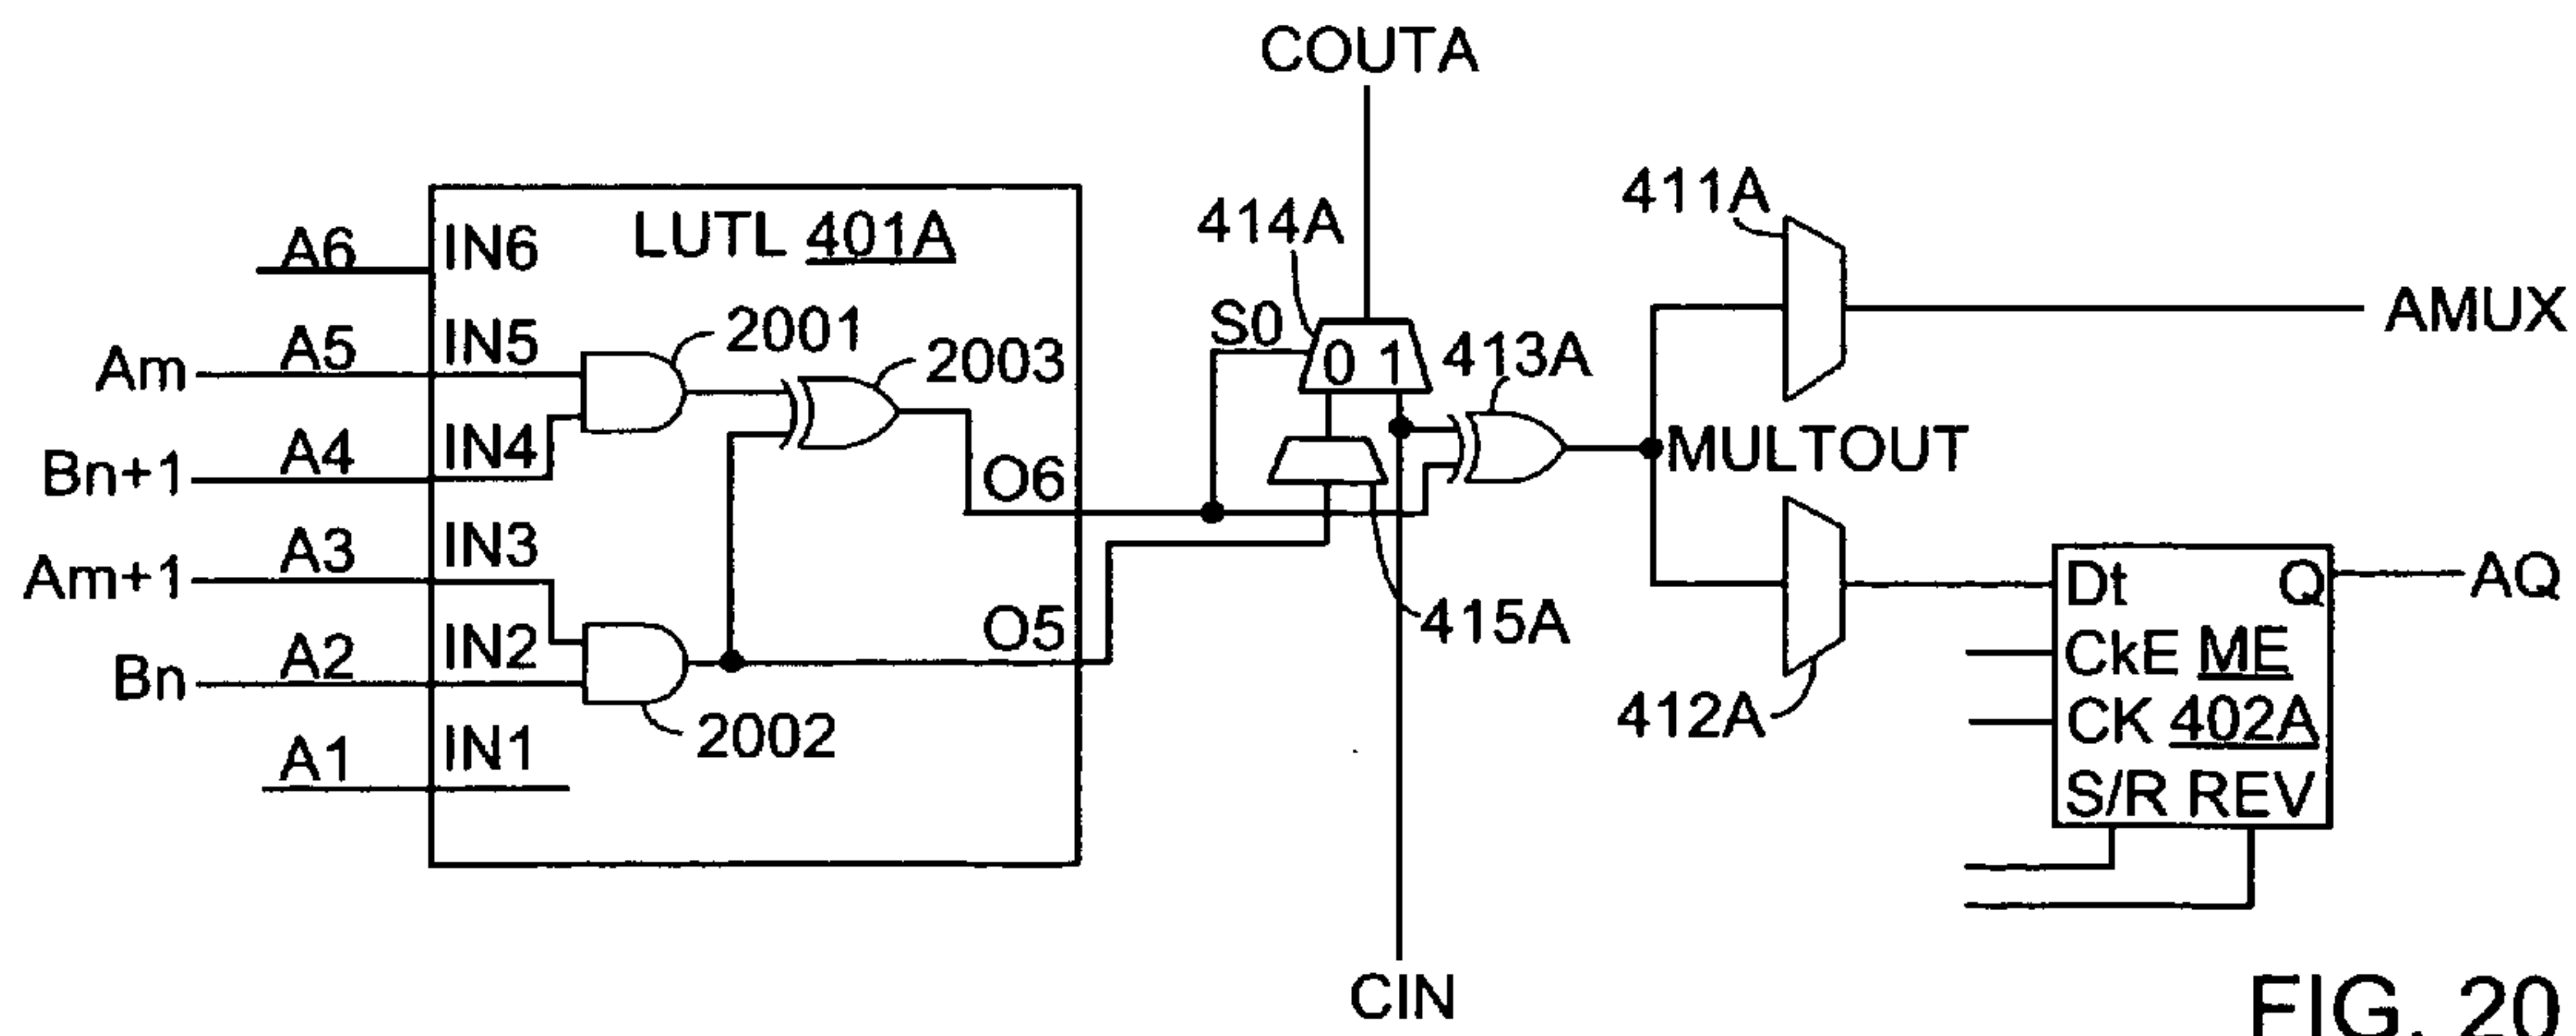 COUTA
A6 IN6 LUTL 401A
414A
411A
Am A5 IN5
2001
2003
S0
0 1
413A
AMUX
Bn+1 A4 IN4
O6
MULTOUT
Am+1 A3 IN3
Bn A2 IN2
O5
415A
412A
2002
A1 IN1
Dt Q
AQ
CkE ME
CK 402A
S/R REV
CIN
FIG. 20